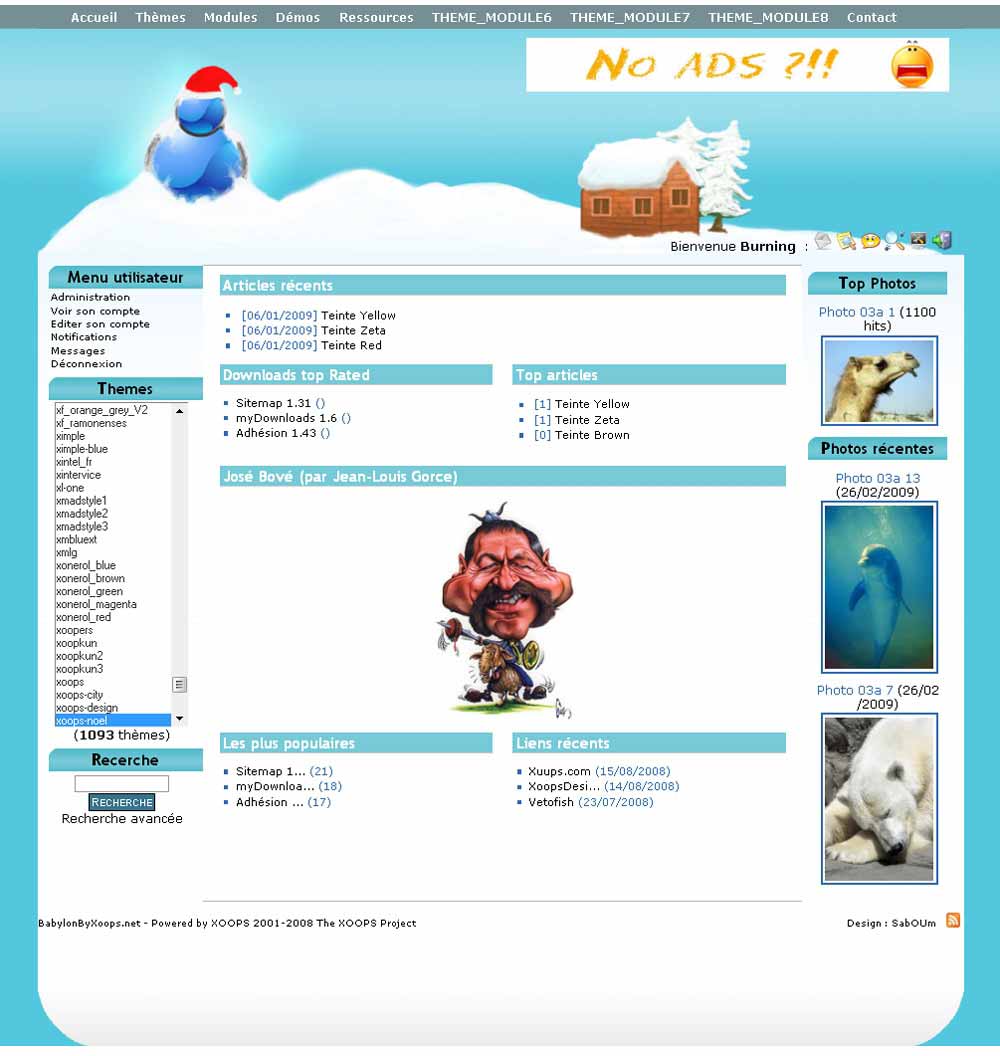 Accueil Thèmes Modules Démos Ressources THEME_MODULE6 THEME_MODULE7 THEME_MODULE8 Contact
No ADS ?!!
Bienvenue Burning :
Menu utilisateur
Administration
Voir son compte
Editer son compte
Notifications
Messages
Déconnexion
Themes
xf_orange_grey_V2
xf_ramonenses
ximple
ximple-blue
xintel_fr
xintervice
xl-one
xmadstyle1
xmadstyle2
xmadstyle3
xmbluext
xmlg
xonerol_blue
xonerol_brown
xonerol_green
xonerol_magenta
xonerol_red
xoopers
xoopkun
xoopkun2
xoopkun3
xoops
xoops-city
xoops-design
xoops-noel
(1093 thèmes)
Recerche
RECHERCHE
Recherche avancée
Articles récents
[06/01/2009] Teinte Yellow
[06/01/2009] Teinte Zeta
[06/01/2009] Teinte Red
Downloads top Rated
Sitemap 1.31 ()
myDownloads 1.6 ()
Adhésion 1.43 ()
Top articles
[1] Teinte Yellow
[1] Teinte Zeta
[0] Teinte Brown
José Bové (par Jean-Louis Gorce)
Les plus populaires
Sitemap 1... (21)
myDownloa... (18)
Adhésion ... (17)
Liens récents
Xuups.com (15/08/2008)
XoopsDesi... (14/08/2008)
Vetofish (23/07/2008)
Top Photos
Photo 03a 1 (1100
hits)
Photos récentes
Photo 03a 13
(26/02/2009)
Photo 03a 7 (26/02
/2009)
BabylonByXoops.net - Powered by XOOPS 2001-2008 The XOOPS Project
Design : SabOUm